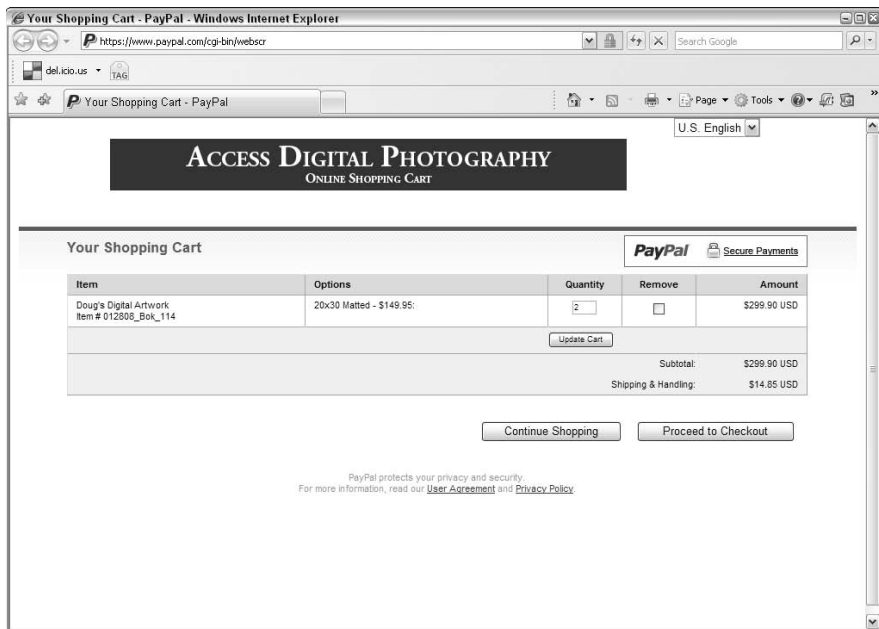 Your Shopping Cart - PayPal - Windows Internet Explorer
P https://www.paypal.com/cgi-bin/webscr
Search Google
del.icio.us
TAG
P Your Shopping Cart - PayPal
Page Tools »
U.S. English
ACCESS DIGITAL PHOTOGRAPHY
ONLINE SHOPPING CART
Your Shopping Cart
PayPal Secure Payments
Item Options Quantity Remove Amount
Doug's Digital Artwork 20x30 Matted - $149.95: 2 $299.90 USD
Item # 012808_Bok_114
Update Cart
Subtotal: $299.90 USD
Shipping & Handling: $14.85 USD
Continue Shopping Proceed to Checkout
PayPal protects your privacy and security.
For more information, read our User Agreement and Privacy Policy.